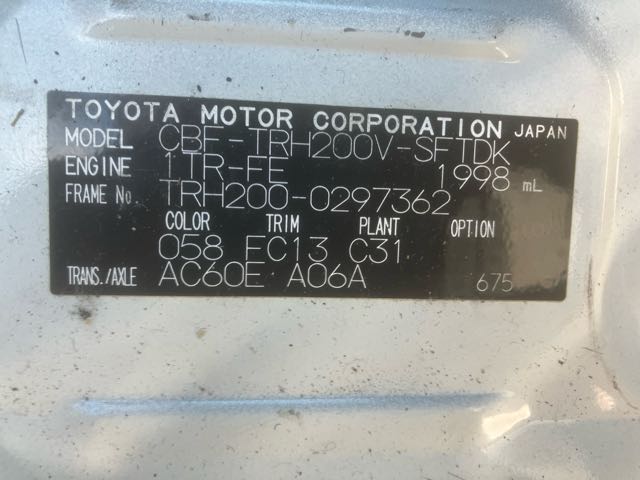 TOYOTA MOTOR CORPORATION JAPAN
MODEL CBF-TRH200V-SFTDK
ENGINE 1TR-FE 1998 mL
FRAME No. TRH200-0297362
COLOR TRIM PLANT OPTION
058 FC13 C31
TRANS./AXLE AC60E A06A 675